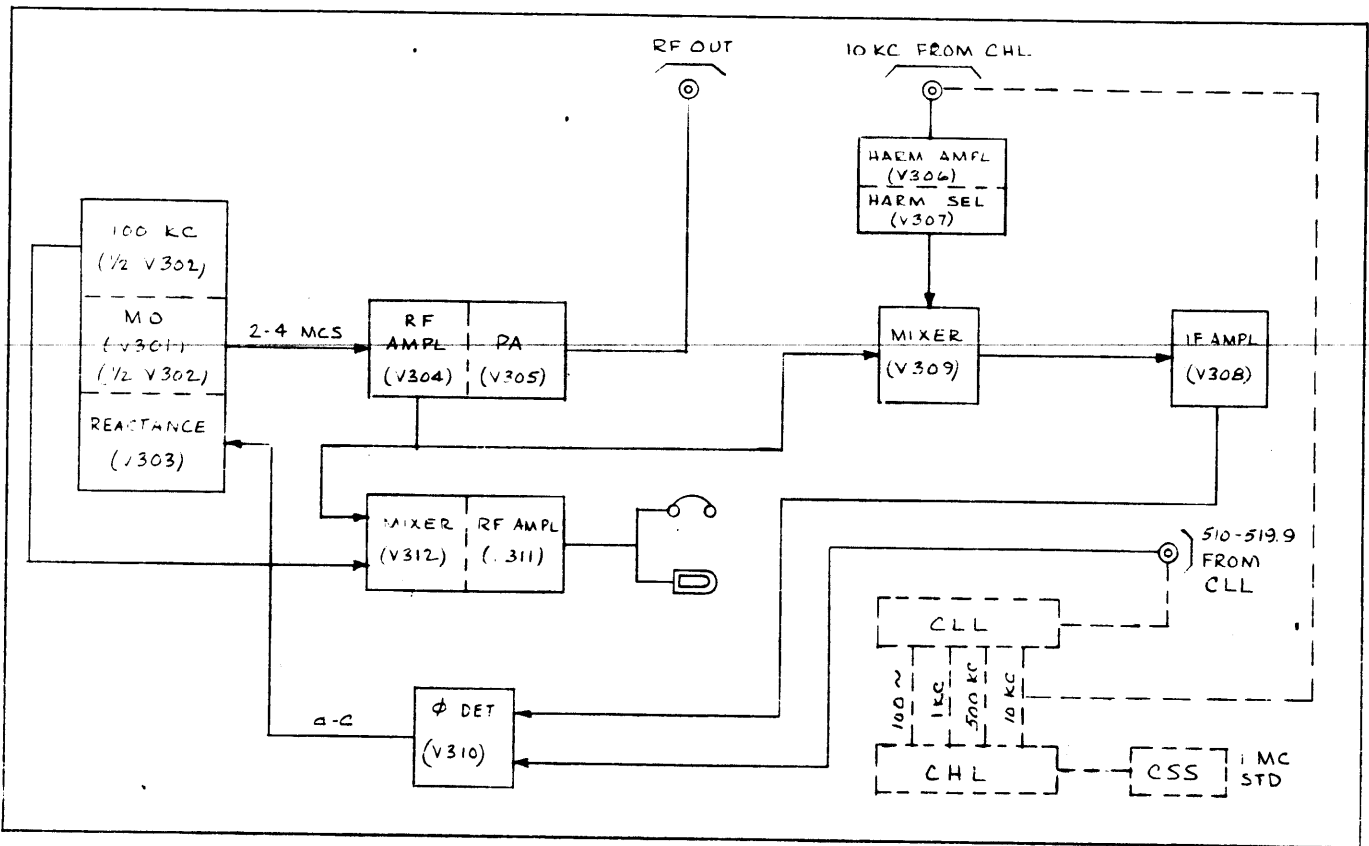 RF OUT
10 KC FROM CHL
HARM AMPL
(V306)
HARM SEL
(V307)
100 KC
(1/2 V302)
MO
(V301)
(1/2 V302)
REACTANCE
303)
2-4 MCS
RF
AMPL
(V304)
PA
(V305)
MIXER
(V309)
IF AMPL
(V308)
MIXER
(V312)
RF AMPL
( . 311)
510-519.9
FROM
CLL
CLL
100 ~
1 KC
500 KC
10 KC
CHL
CSS
1 MC
STD
Φ DET
(V310)
a-c